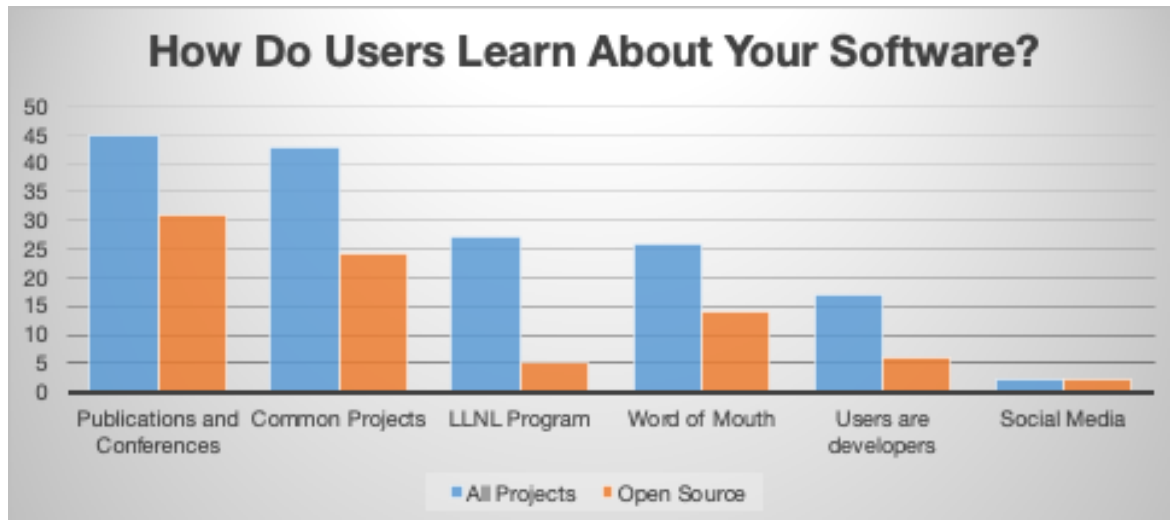 How Do Users Learn About Your Software?
50
45
40
35
30
25
20
15
10
5
0
Publications and Conferences
Common Projects
LLNL Program
Word of Mouth
Users are developers
Social Media
All Projects
Open Source